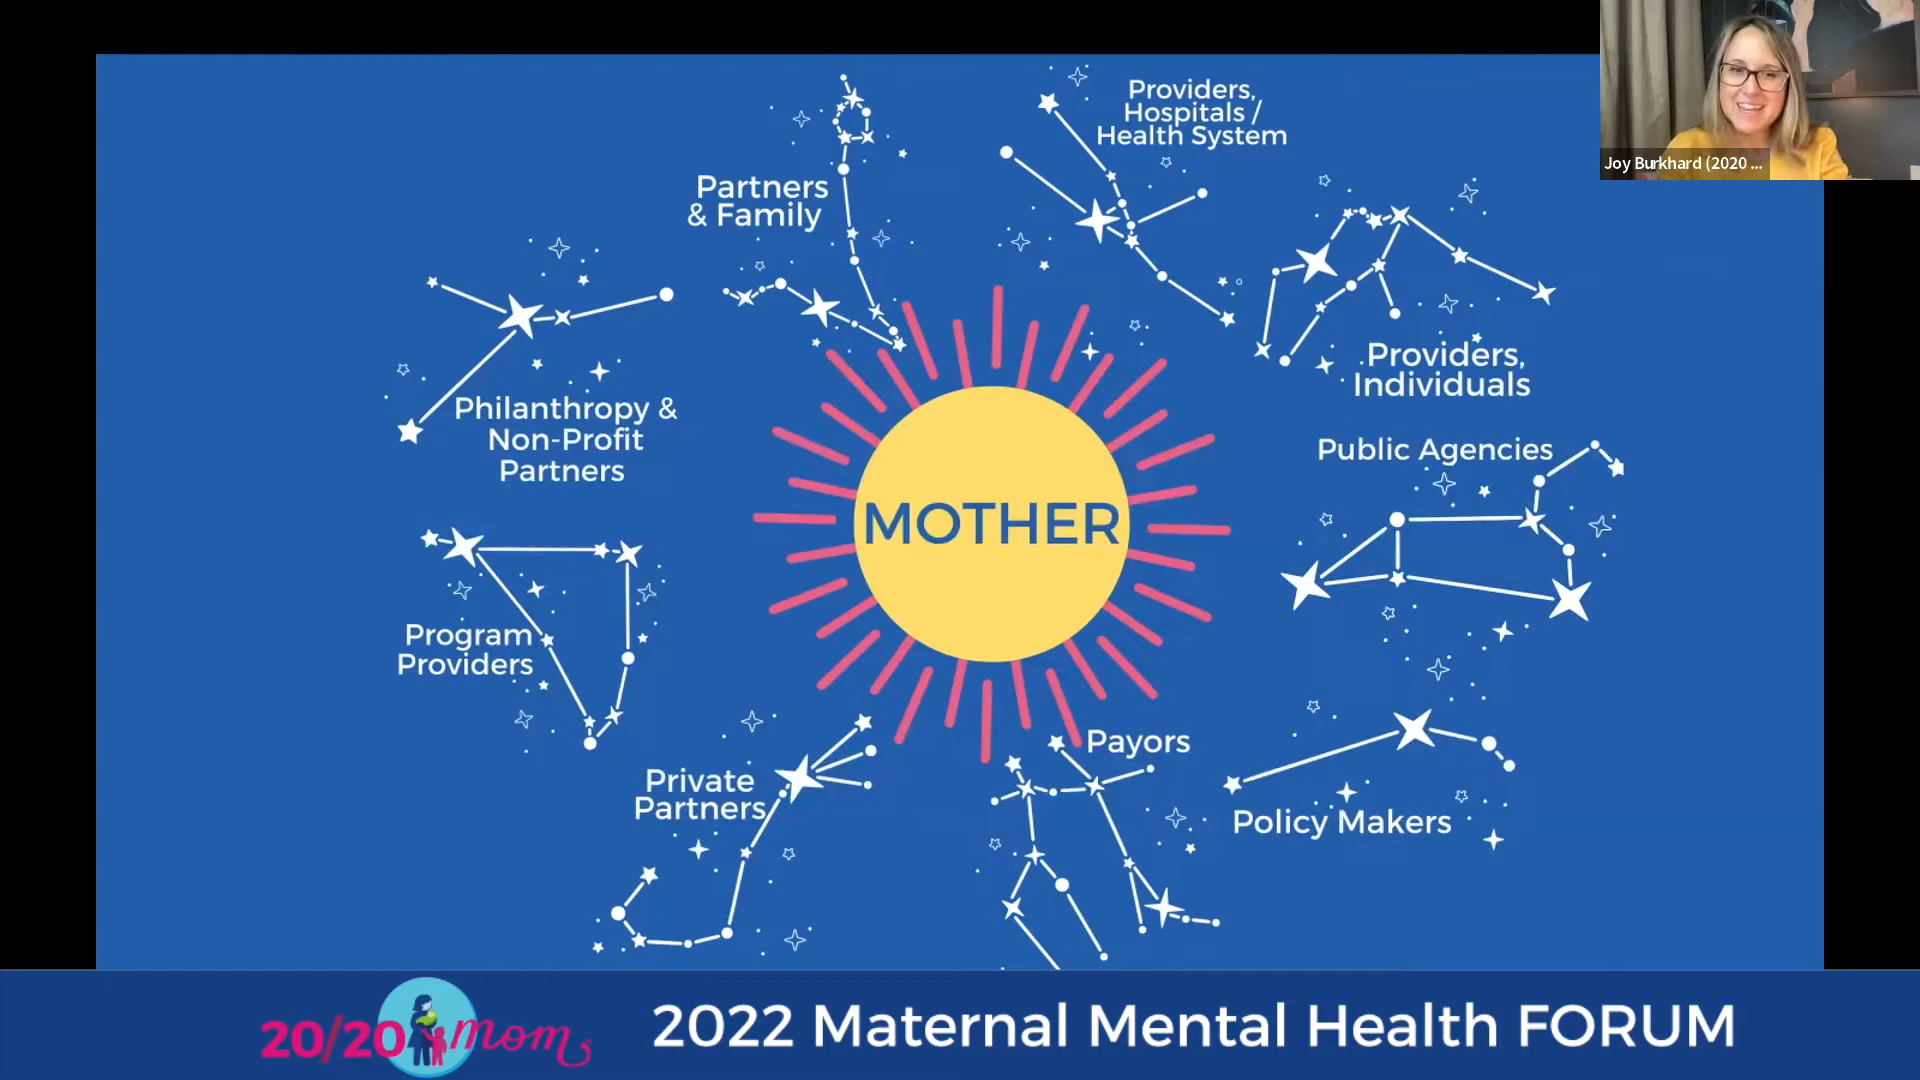 Joy Burkhard (2020 ...
Providers,
Hospitals /
Health System
Partners
& Family
Providers,
Individuals
Philanthropy &
Non-Profit
Partners
Public Agencies
MOTHER
Program
Providers
Payors
Private
Partners
Policy Makers
20/20 mom
2022 Maternal Mental Health FORUM